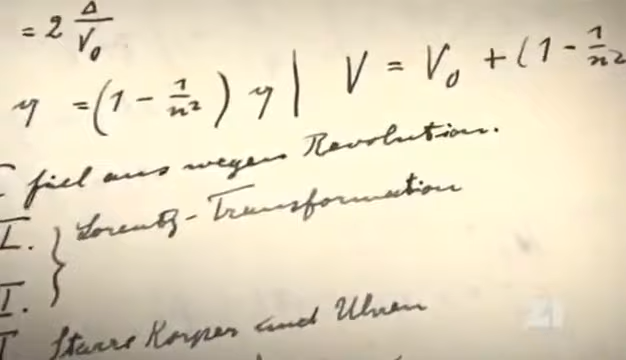 = 2 Δ/V₀
y = (1 - 1/n²) y | V = V₀ + (1 - 1/n²
fiel aus wegen Revolution.
I. } Lorentz-Transformation
I.
Starre Körper und Uhren